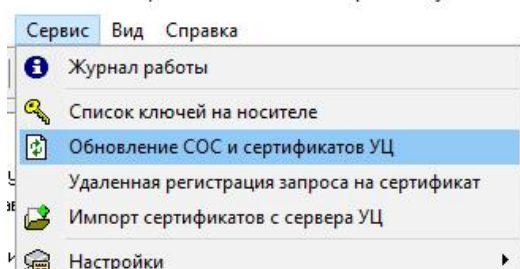 Сервис Вид Справка
Журнал работы
Список ключей на носителе
Обновление СОС и сертификатов УЦ
Удаленная регистрация запроса на сертификат
Импорт сертификатов с сервера УЦ
Настройки